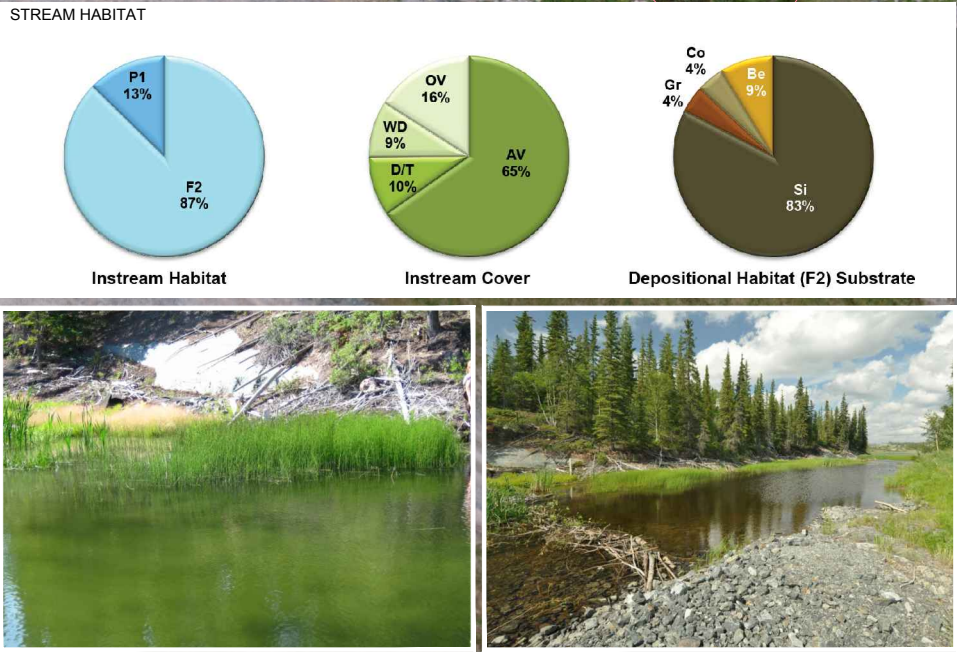 STREAM HABITAT
P1
13%
F2
87%
Instream Habitat
OV
16%
WD
9%
D/T
10%
AV
65%
Instream Cover
Co
4%
Gr
4%
Be
9%
Si
83%
Depositional Habitat (F2) Substrate